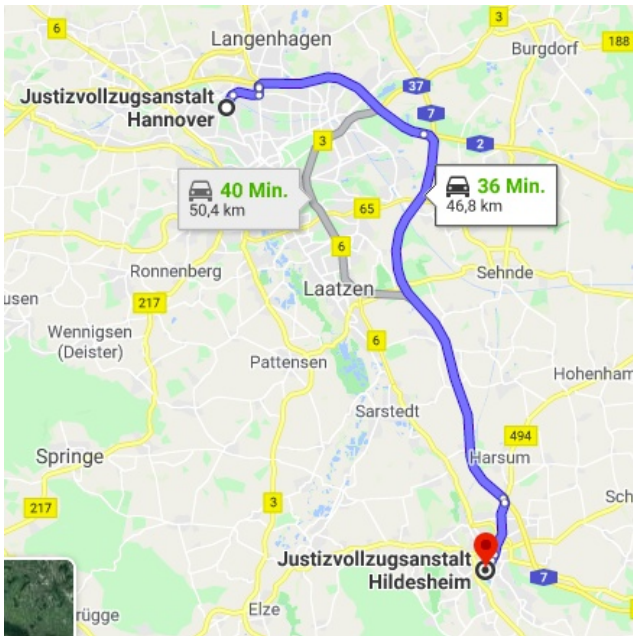 6
3
188
Langenhagen
Burgdorf
37
Justizvollzugsanstalt
Hannover
7
3
2
40 Min.
50,4 km
36 Min.
46,8 km
65
6
Ronnenberg
Sehnde
Laatzen
usen
217
Wennigsen
(Deister)
6
Pattensen
Hohenham
Sarstedt
494
Harsum
Springe
217
3
Sch
Justizvollzugsanstalt
Hildesheim
7
Elze
rügge